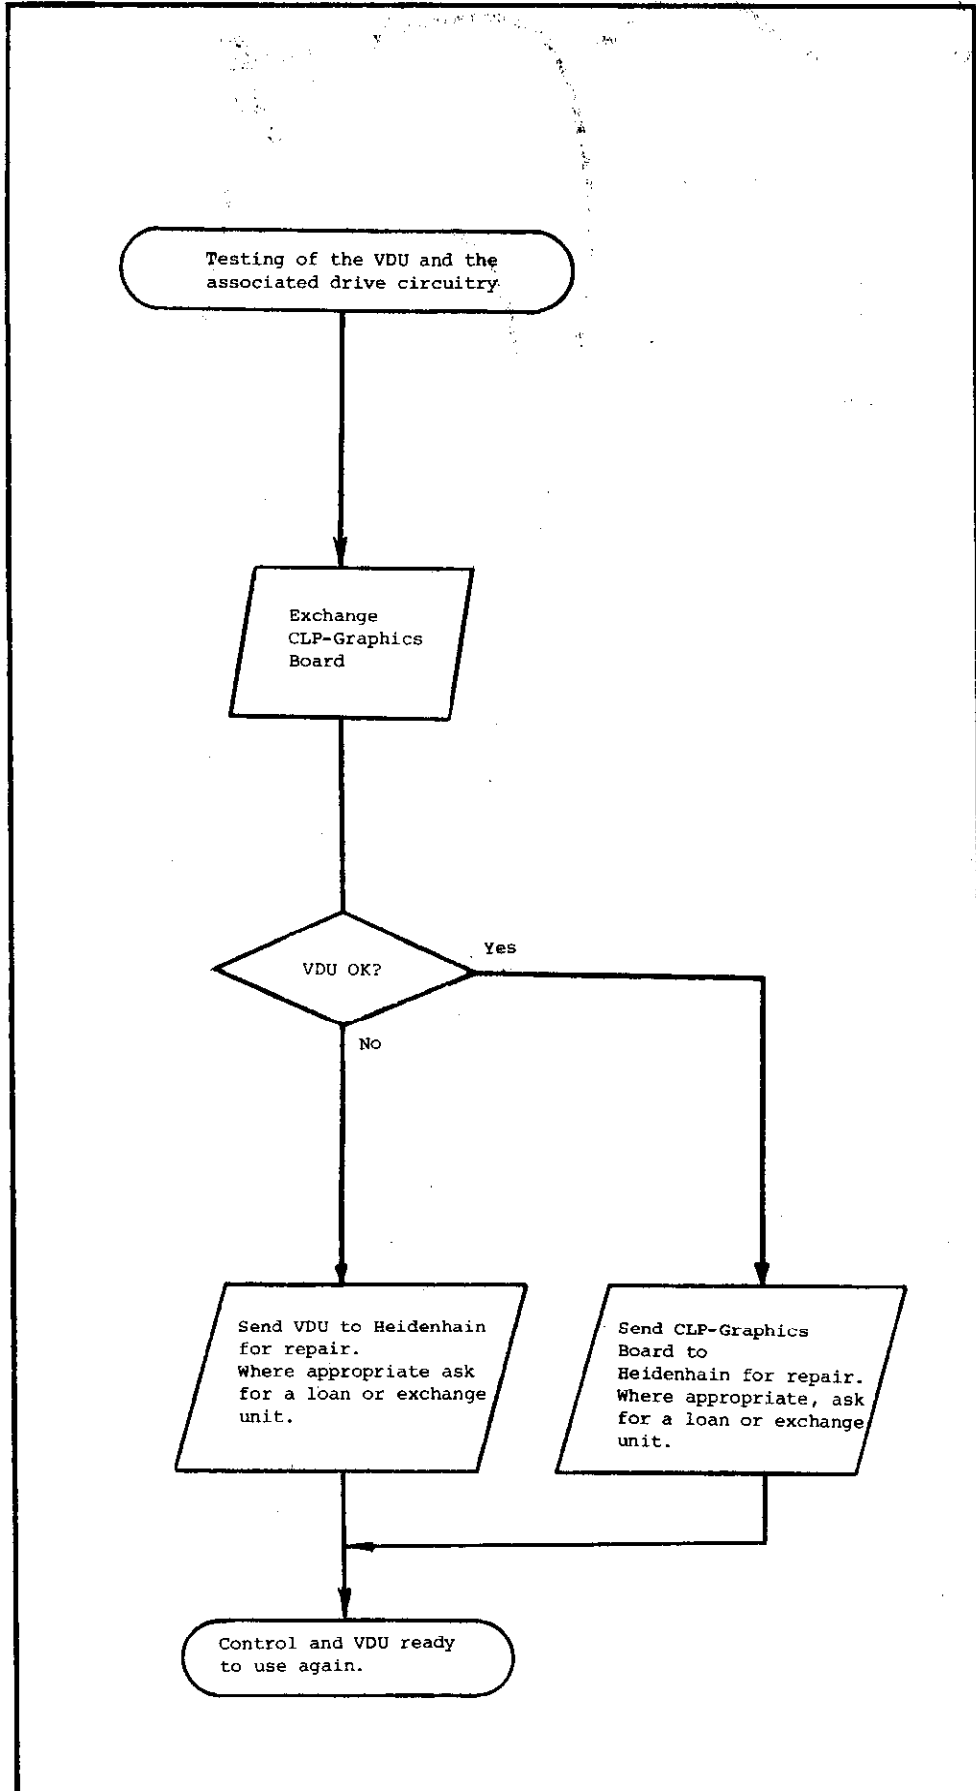 Testing of the VDU and the
associated drive circuitry
Exchange
CLP-Graphics
Board
VDU OK?
Yes
No
Send VDU to Heidenhain
for repair.
Where appropriate ask
for a loan or exchange
unit.
Send CLP-Graphics
Board to
Heidenhain for repair.
Where appropriate, ask
for a loan or exchange
unit.
Control and VDU ready
to use again.